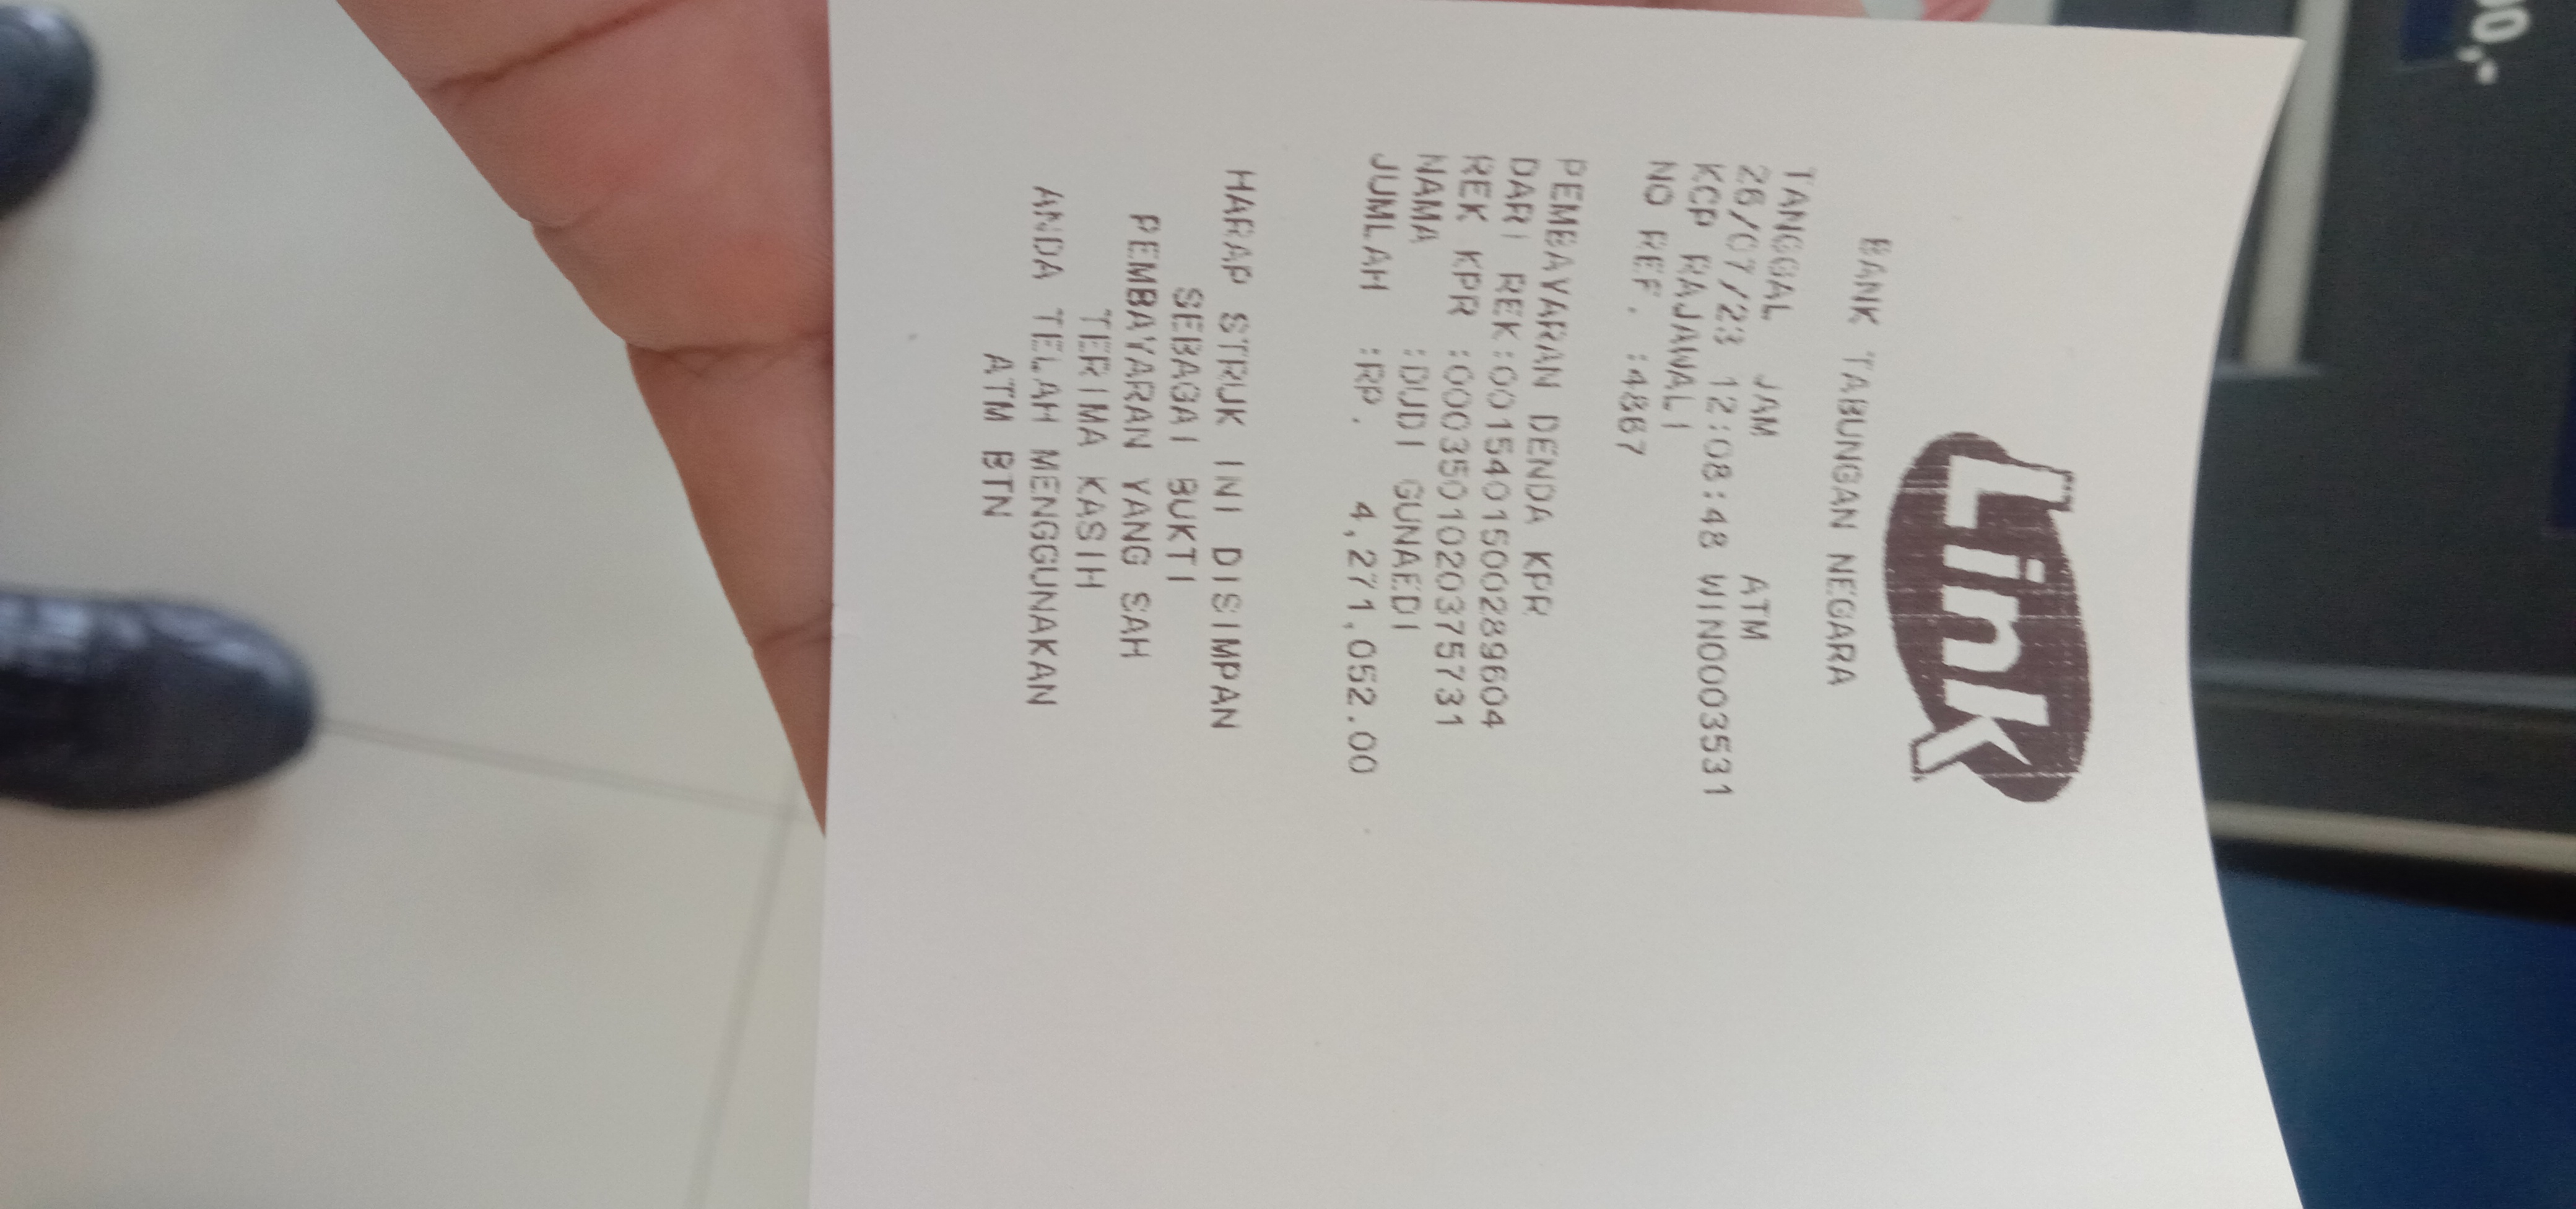 Link
BANK TABUNGAN NEGARA
TANGGAL JAM ATM
26/07/23 12:08:48 WIN0003531
KCP RAJAWALI
NO REF. :4867
PEMBAYARAN DENDA KPR
DARI REK:0015401500289604
REK KPR :0003501020375731
NAMA :DUDI GUNAEDI
JUMLAH :RP. 4,271,052.00
HARAP STRUK INI DISIMPAN
SEBAGAI BUKTI
PEMBAYARAN YANG SAH
TERIMA KASIH
ANDA TELAH MENGGUNAKAN
ATM BTN